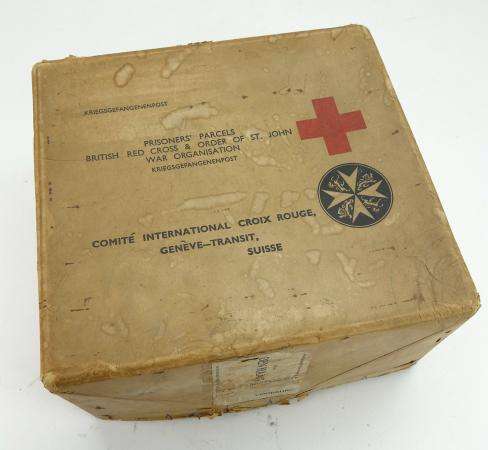 KRIEGSGEFANGENENPOST
PRISONERS' PARCELS
BRITISH RED CROSS & ORDER OF ST. JOHN
WAR ORGANISATION
KRIEGSGEFANGENENPOST
COMITÉ INTERNATIONAL CROIX ROUGE,
GENÈVE—TRANSIT,
SUISSE